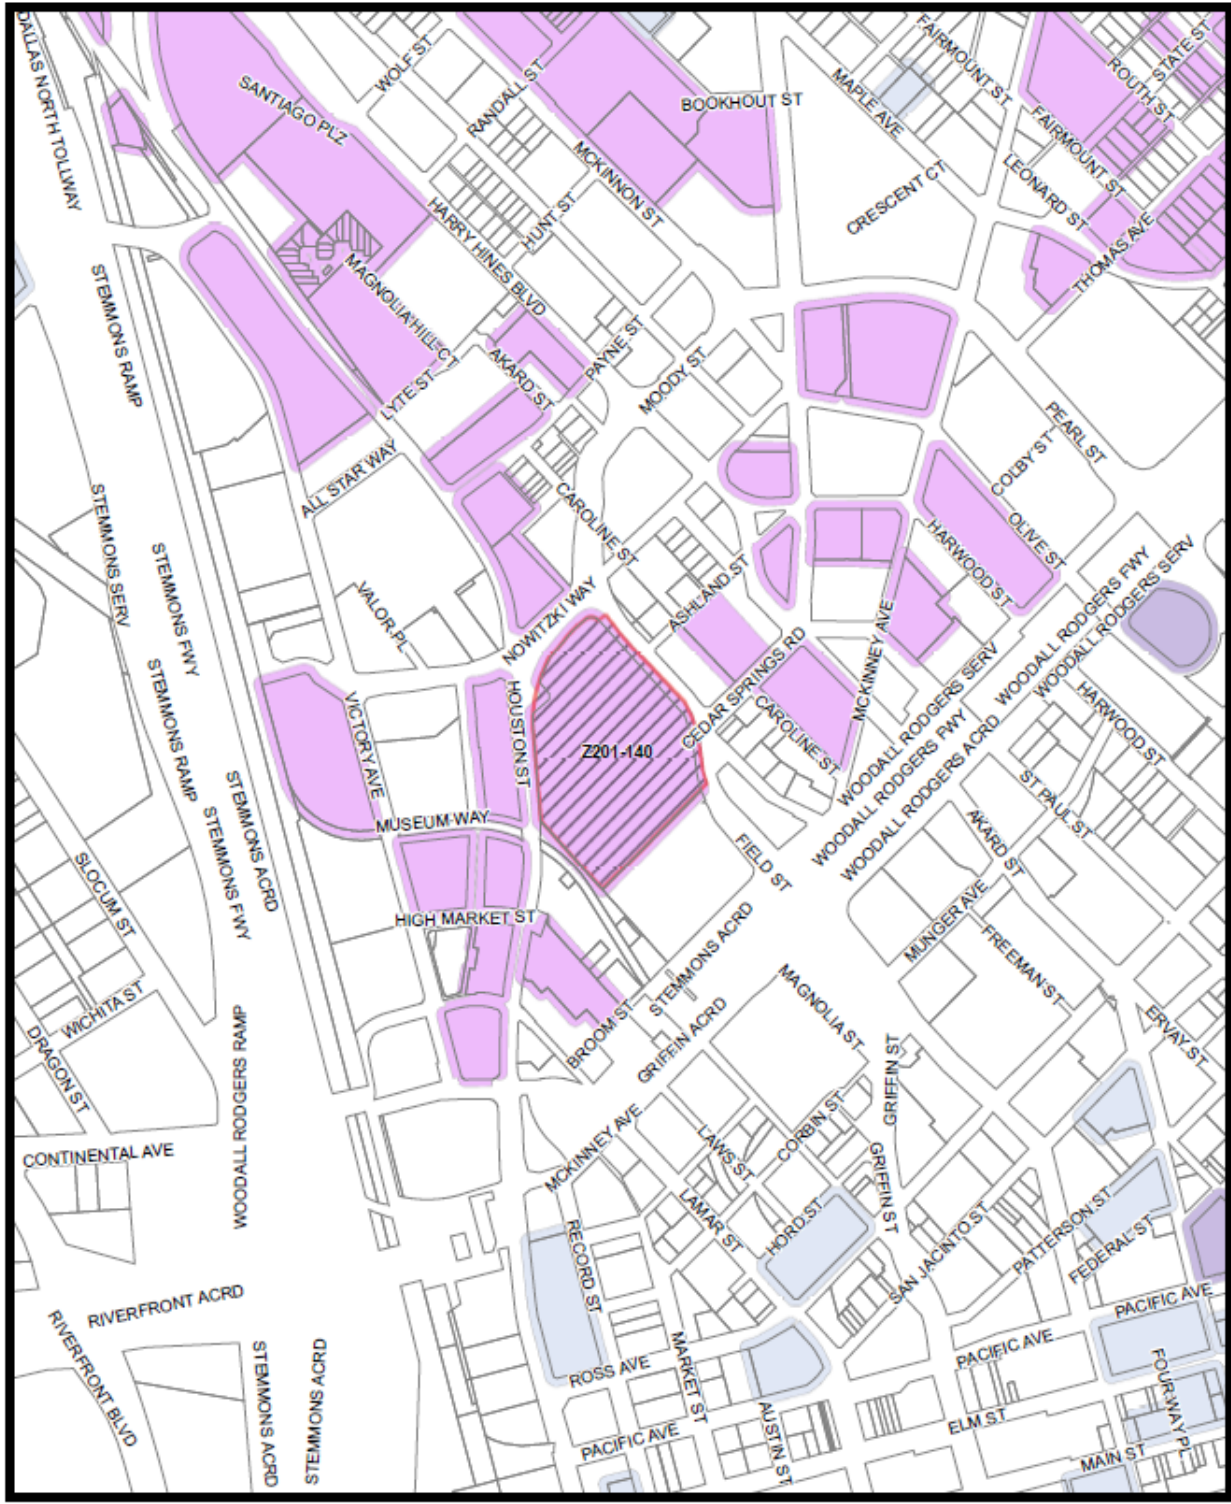 DALLAS NORTH TOLLWAY
SANTIAGO PLZ
WOLF ST
RANDALL ST
BOOKHOUT ST
MAPLE AVE
FAIRMOUNT ST
ROUTH ST
STATE ST
MCKINNON ST
FAIRMOUNT ST
LEONARD ST
CRESCENT CT
HUNT ST
HARRY HINES BLVD
THOMAS AVE
STEMMONS RAMP
MAGNOLIA HILL CT
PAYNE ST
AKARD ST
LYTE ST
MOODY ST
PEARL ST
COLBY ST
ALL STAR WAY
STEMMONS SERV
CAROLINE ST
OLIVE ST
HARWOOD ST
STEMMONS FWY
ASHLAND ST
VALOR PL
NOWITZKI WAY
WOODALL RODGERS FWY
WOODALL RODGERS SERV
MCKINNEY AVE
CEDAR SPRINGS RD
STEMMONS RAMP
HOUSTON ST
VICTORY AVE
WOODALL RODGERS SERV
HARWOOD ST
CAROLINE ST
Z201-140
WOODALL RODGERS FWY
WOODALL RODGERS ACRD
STEMMONS ACRD
STEMMONS FWY
ST PAUL ST
MUSEUM WAY
AKARD ST
FIELD ST
SLOCUM ST
HIGH MARKET ST
MUNGER AVE
FREEMAN ST
STEMMONS ACRD
MAGNOLIA ST
WICHITA ST
BROOM ST
GRIFFIN ACRD
ERVAY ST
DRAGON ST
WOODALL RODGERS RAMP
GRIFFIN ST
CONTINENTAL AVE
MCKINNEY AVE
LAWS ST
CORBIN ST
GRIFFIN ST
LAMAR ST
HORD ST
SAN JACINTO ST
PATTERSON ST
FEDERAL ST
RECORD ST
RIVERFRONT ACRD
PACIFIC AVE
RIVERFRONT BLVD
STEMMONS ACRD
STEMMONS ACRD
ROSS AVE
MARKET ST
PACIFIC AVE
FOUR WAY PL
AUSTIN ST
ELM ST
PACIFIC AVE
MAIN ST